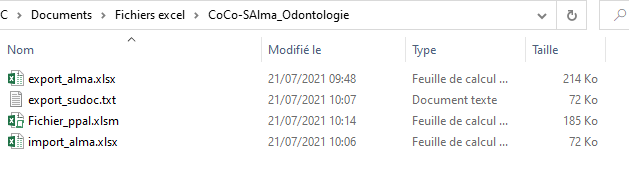 C > Documents > Fichiers excel > CoCo-SAlma_Odontologie
Nom Modifié le Type Taille
export_alma.xlsx 21/07/2021 09:48 Feuille de calcul ... 214 Ko
export_sudoc.txt 21/07/2021 10:07 Document texte 72 Ko
Fichier_ppal.xlsm 21/07/2021 10:14 Feuille de calcul ... 185 Ko
import_alma.xlsx 21/07/2021 10:06 Feuille de calcul ... 72 Ko